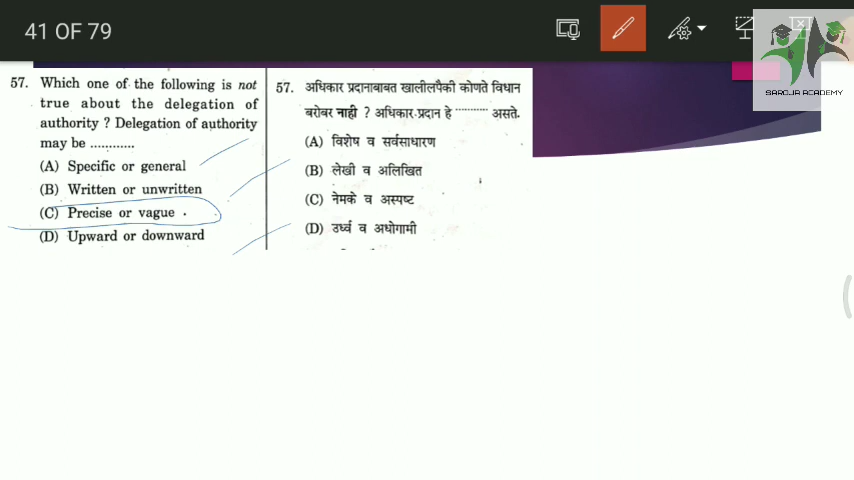 41 OF 79
SAROJA ACADEMY
57. Which one of the following is not
true about the delegation of
authority ? Delegation of authority
may be ............
(A) Specific or general
(B) Written or unwritten
(C) Precise or vague .
(D) Upward or downward
57. अधिकार प्रदानाबाबत खालीलपैकी कोणते विधान
बरोबर नाही ? अधिकार प्रदान हे .......... असते.
(A) विशेष व सर्वसाधारण
(B) लेखी व अलिखित
(C) नेमके व अस्पष्ट
(D) उर्ध्व व अधोगामी